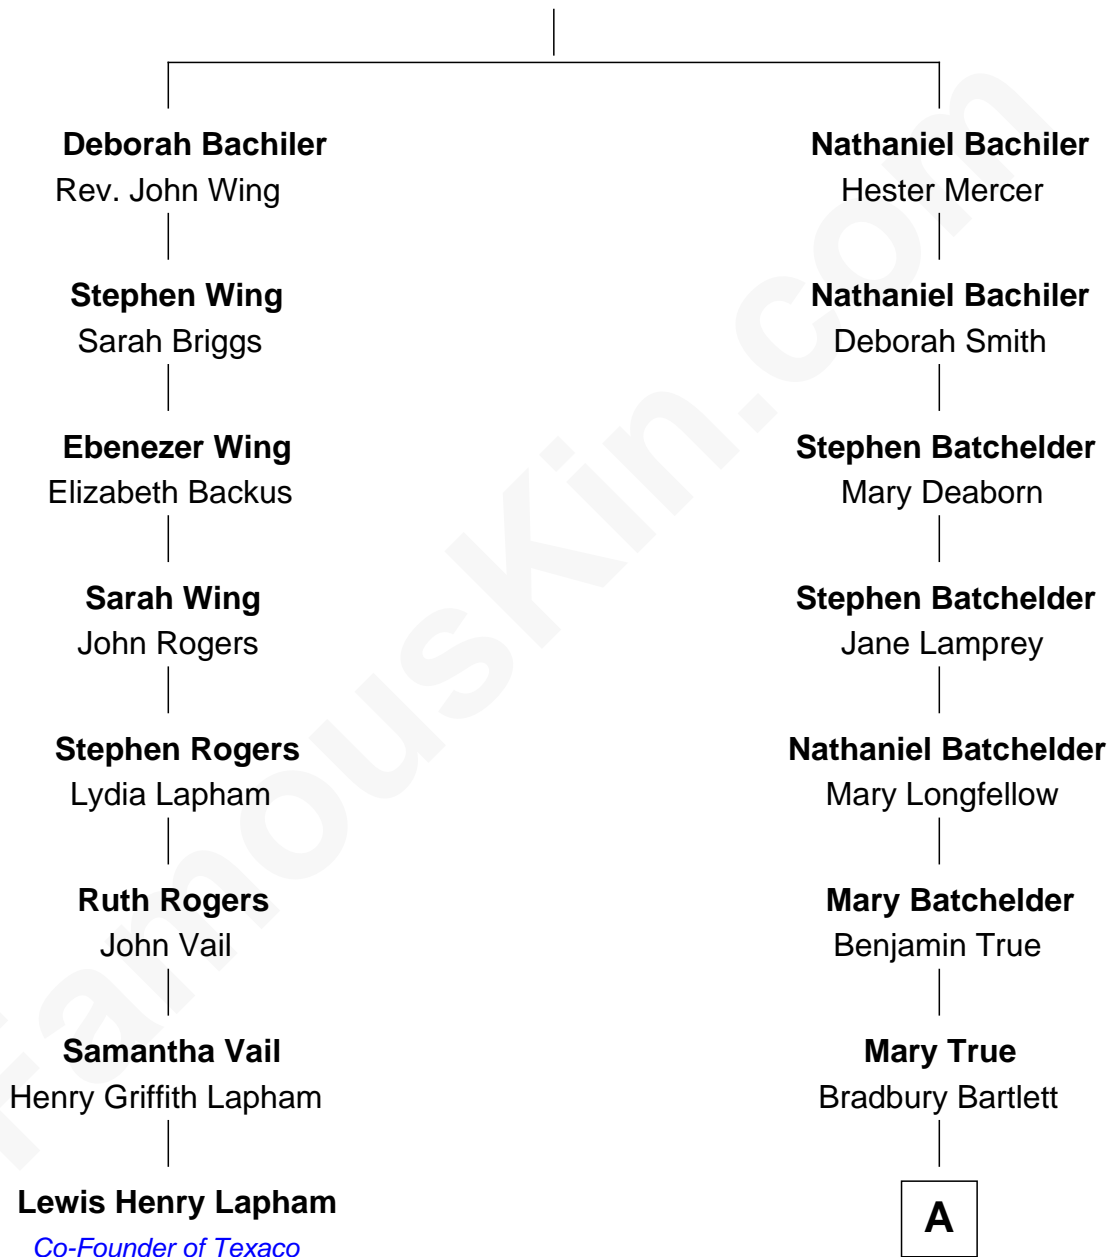 Deborah Bachiler
Rev. John Wing
Stephen Wing
Sarah Briggs
Ebenezer Wing
Elizabeth Backus
Sarah Wing
John Rogers
Stephen Rogers
Lydia Lapham
Ruth Rogers
John Vail
Samantha Vail
Henry Griffith Lapham
Lewis Henry Lapham
Co-Founder of Texaco
Nathaniel Bachiler
Hester Mercer
Nathaniel Bachiler
Deborah Smith
Stephen Batchelder
Mary Deaborn
Stephen Batchelder
Jane Lamprey
Nathaniel Batchelder
Mary Longfellow
Mary Batchelder
Benjamin True
Mary True
Bradbury Bartlett
A
FamousKin.com